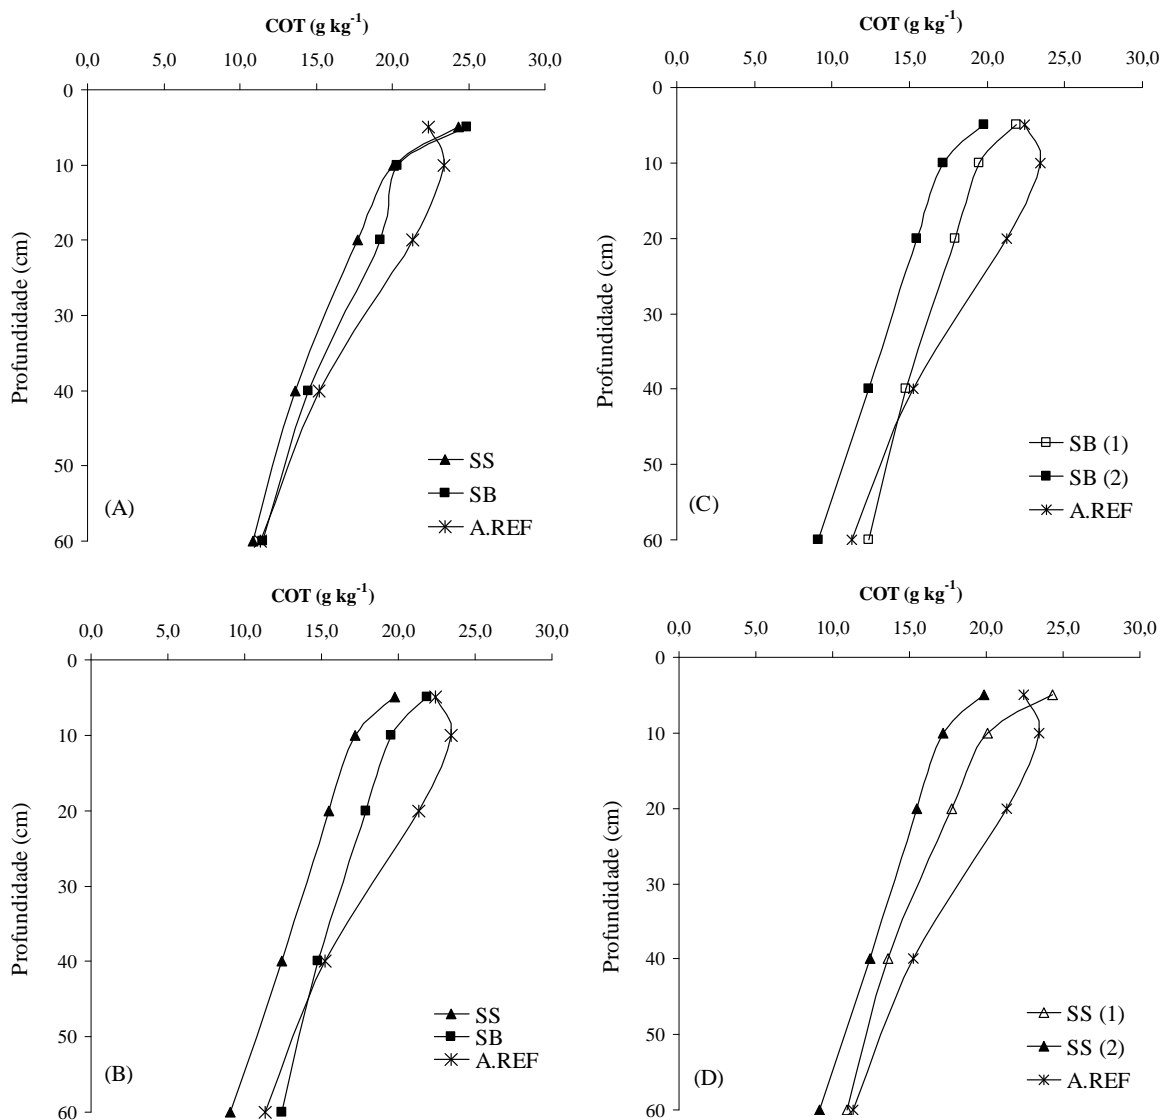 COT (g kg-1)
0,0 5,0 10,0 15,0 20,0 25,0 30,0
0
10
20
30
40
50
60
Profundidade (cm)
SS
SB
A.REF
(A)
COT (g kg-1)
0,0 5,0 10,0 15,0 20,0 25,0 30,0
0
10
20
30
40
50
60
Profundidade (cm)
SB (1)
SB (2)
A.REF
(C)
COT (g kg-1)
0,0 5,0 10,0 15,0 20,0 25,0 30,0
0
10
20
30
40
50
60
Profundidade (cm)
SS
SB
A.REF
(B)
COT (g kg-1)
0,0 5,0 10,0 15,0 20,0 25,0 30,0
0
10
20
30
40
50
60
Profundidade (cm)
SS (1)
SS (2)
A.REF
(D)